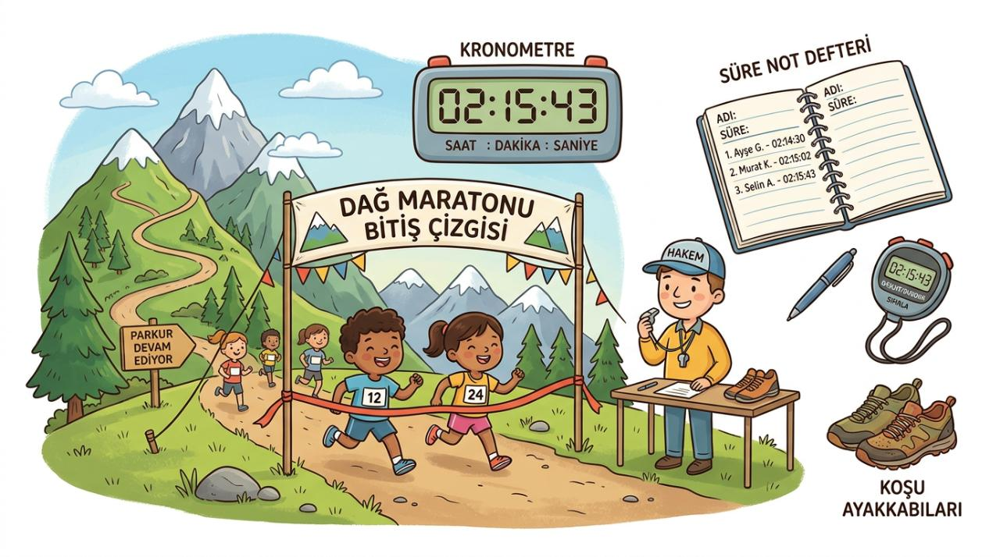 KRONOMETRE
02:15:43
SAAT : DAKİKA : SANİYE
SÜRE NOT DEFTERİ
ADI:
SÜRE:
1. Ayşe G. - 02:14:30
2. Murat K. - 02:15:02
3. Selin A. - 02:15:43
ADI:
SÜRE:
DAĞ MARATONU
BİTİŞ ÇİZGİSİ
HAKEM
PARKUR
DEVAM
EDİYOR
12
24
02:15:43
KOŞU
AYAKKABILARI